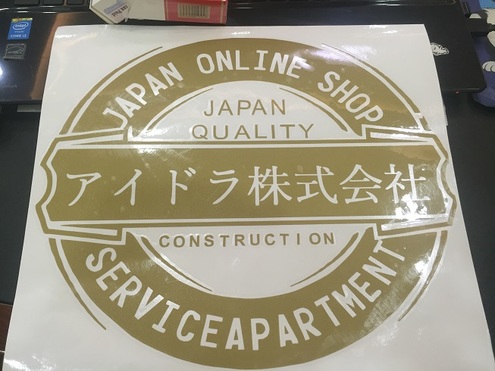 JAPAN ONLINE SHOP
JAPAN
QUALITY
アイドラ株式会社
CONSTRUCTION
SERVICEAPARTMENT